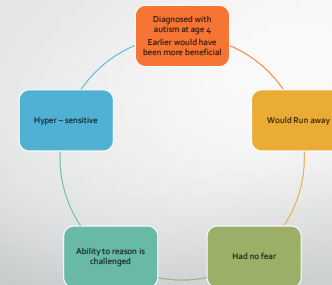 Diagnosed with
autism at age 4
Earlier would have
been more beneficial
Would Run away
Had no fear
Ability to reason is
challenged
Hyper – sensitive